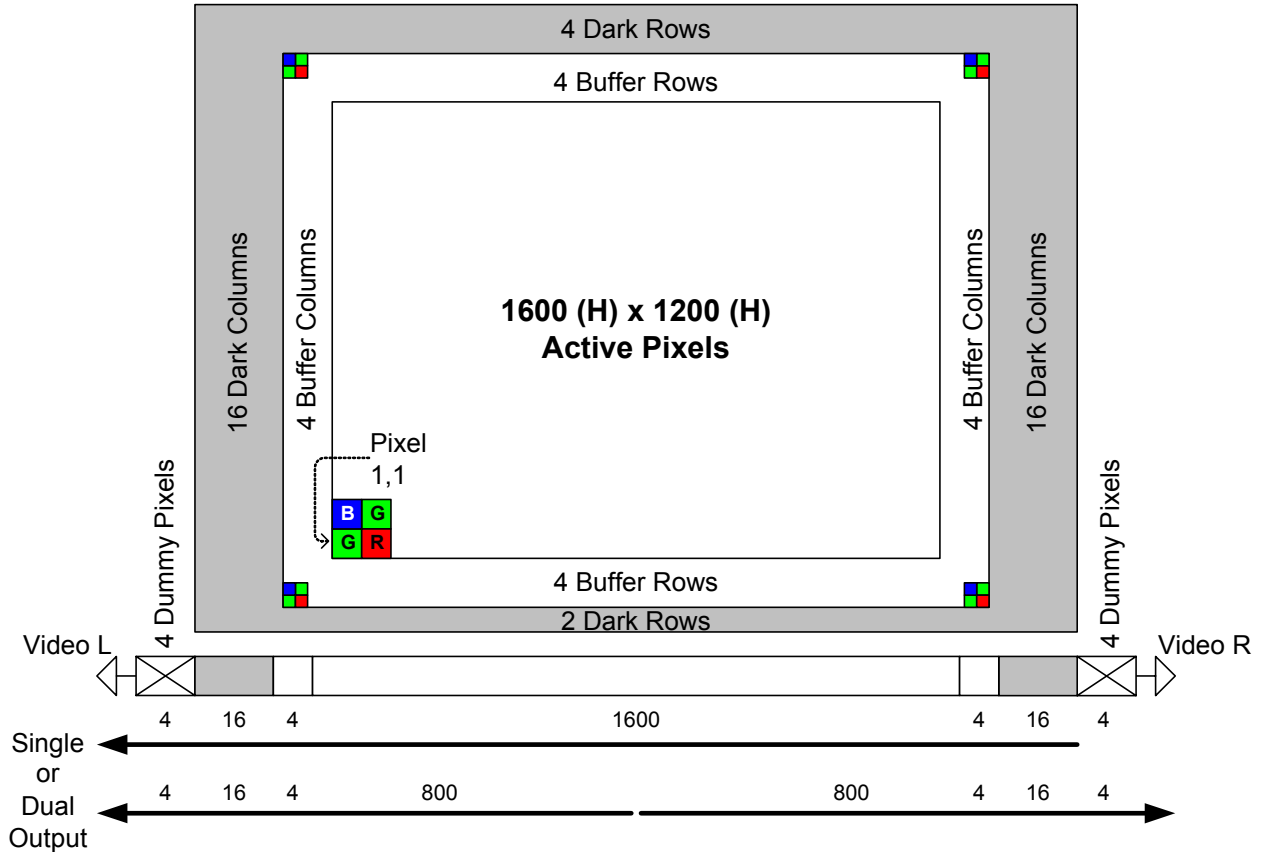 4 Dark Rows
4 Buffer Rows
16 Dark Columns
4 Buffer Columns
1600 (H) x 1200 (H)
Active Pixels
4 Buffer Columns
16 Dark Columns
Pixel
1,1
B G
G R
4 Dummy Pixels
4 Buffer Rows
4 Dummy Pixels
2 Dark Rows
Video L
Video R
4 16 4 1600 4 16 4
Single
or
Dual
Output
4 16 4 800 800 4 16 4